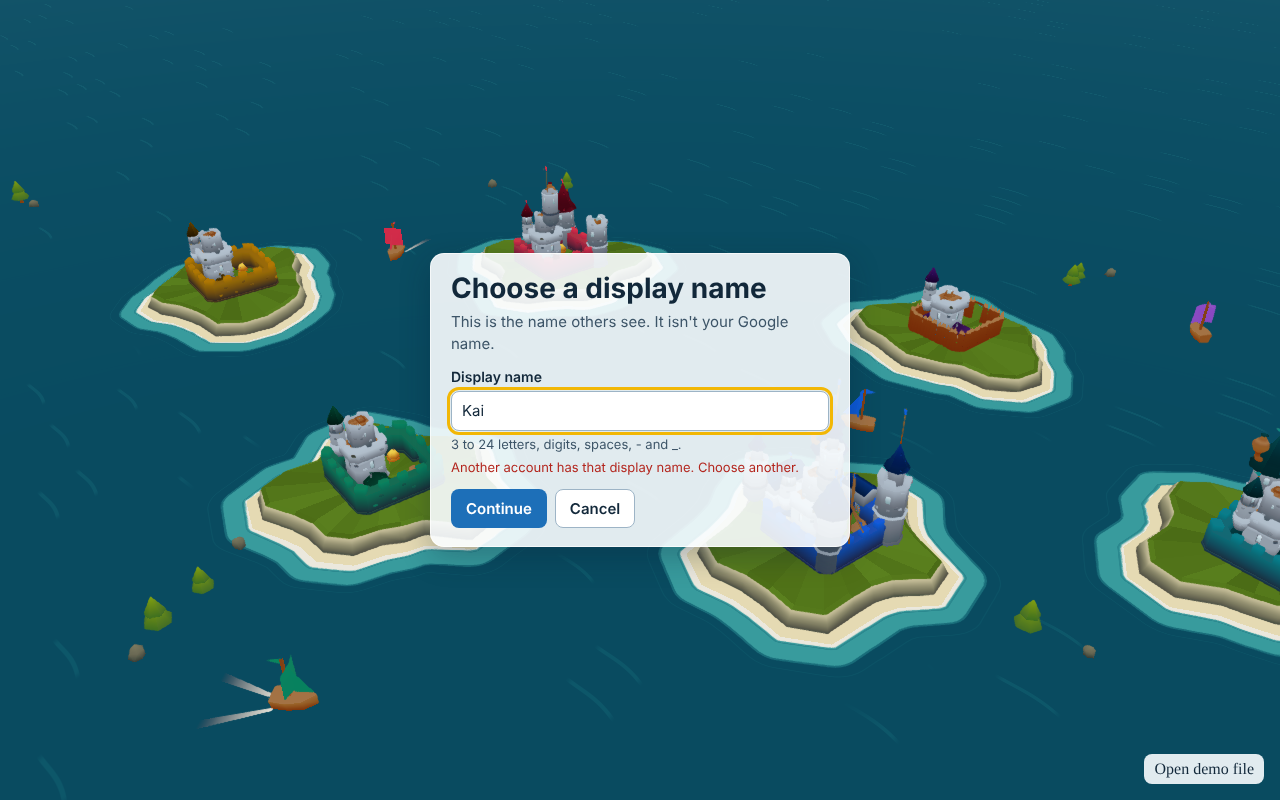 Choose a display name
This is the name others see. It isn't your Google
name.
Display name
Kai
3 to 24 letters, digits, spaces, - and _.
Another account has that display name. Choose another.
Continue Cancel
Open demo file